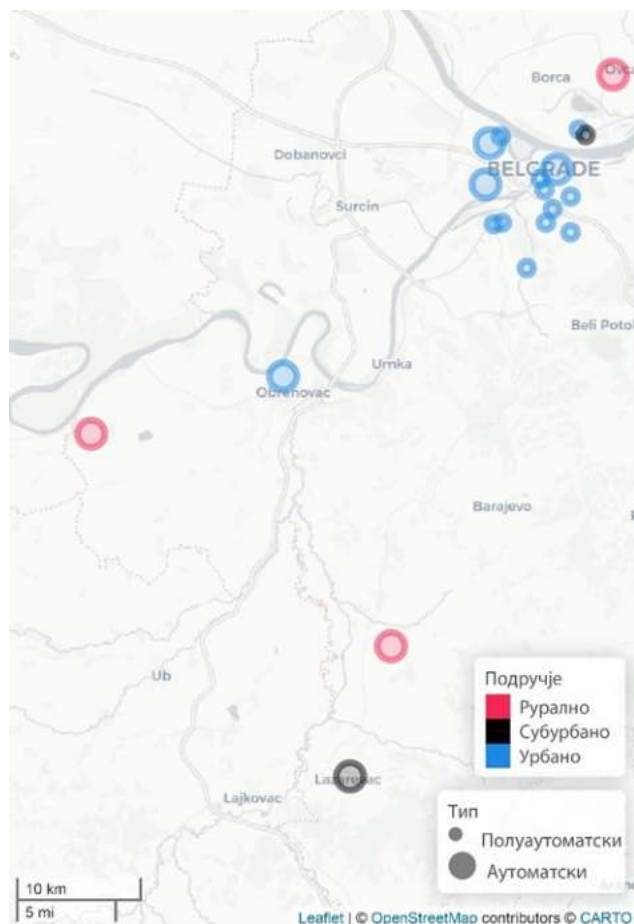 Borca
Ovca
Dobanovci
BELGRADE
Surcin
Beli Potok
Umka
Obrenovac
Barajevo
Ub
Lazarevac
Lajkovac
Подручје
Рурално
Субурбано
Урбано
Тип
Полуаутоматски
Аутоматски
10 km
5 mi
Leaflet | © OpenStreetMap contributors © CARTO